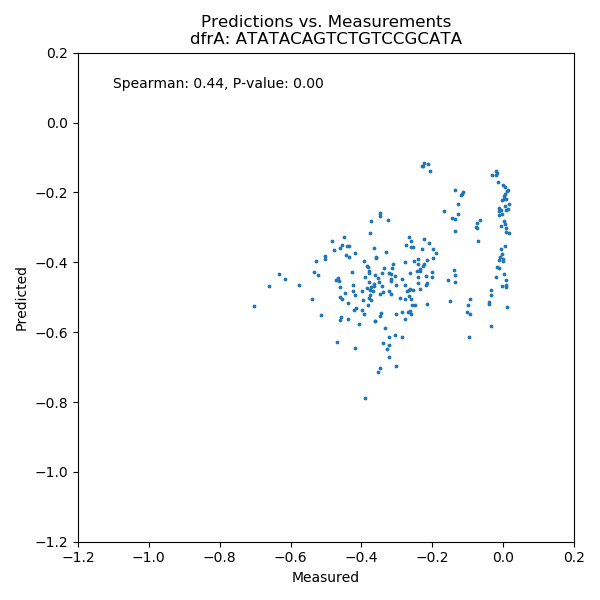 Predictions vs. Measurements
dfrA: ATATACAGTCTGTCCGCATA
Spearman: 0.44, P-value: 0.00
Predicted
0.2
0.0
−0.2
−0.4
−0.6
−0.8
−1.0
−1.2
−1.2 −1.0 −0.8 −0.6 −0.4 −0.2 0.0 0.2
Measured